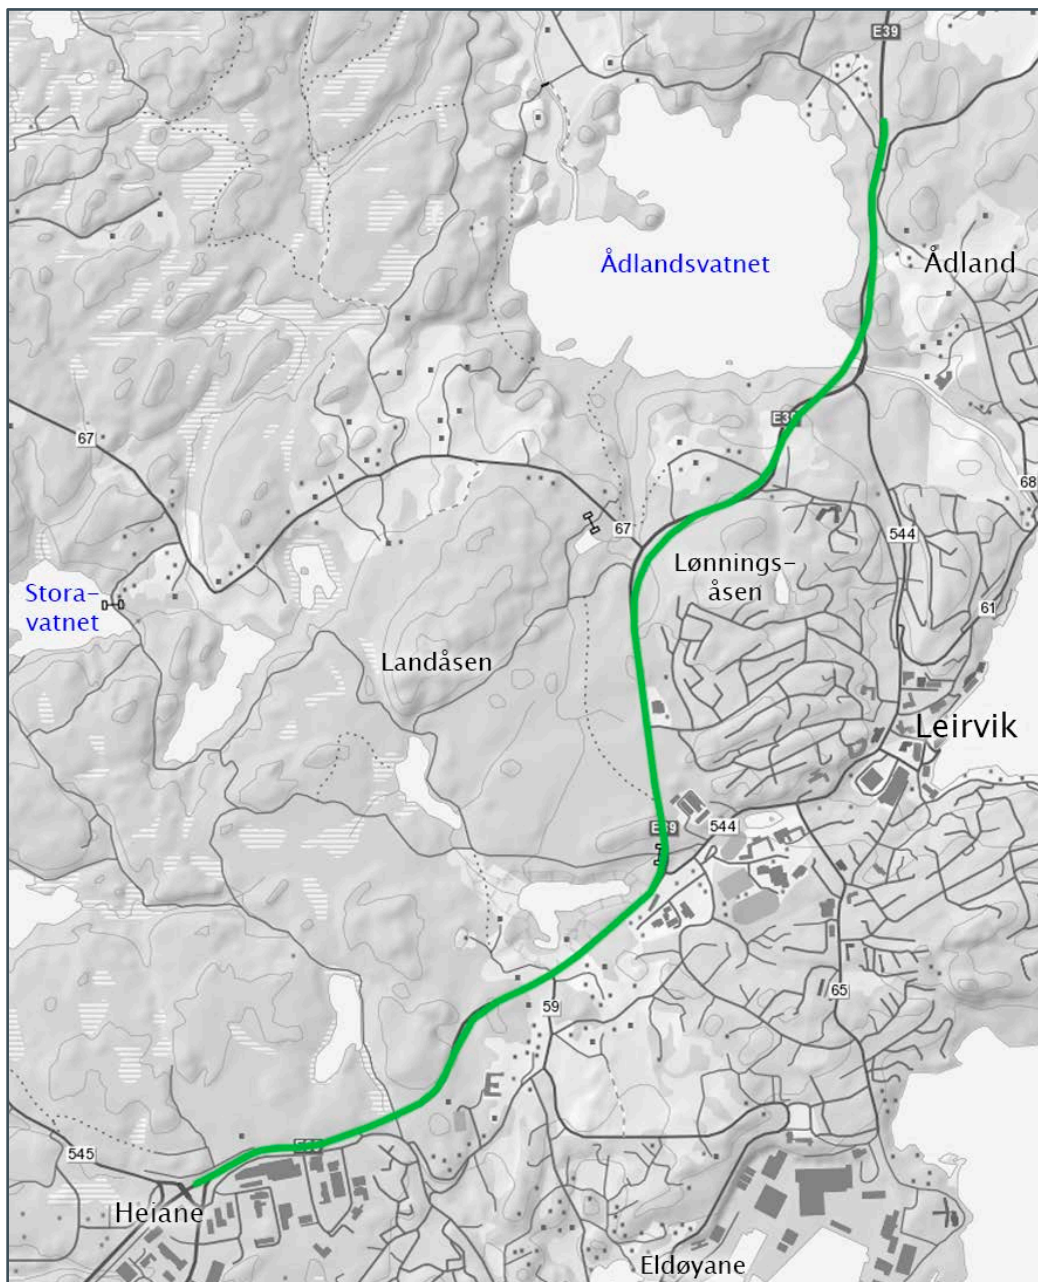 E39
Ådlandsvatnet
Ådland
E39
67
68
67
544
Lønnings-
åsen
Stora-
vatnet
61
Landåsen
Leirvik
E39
544
65
59
E
545
Heiane
Eldøyane